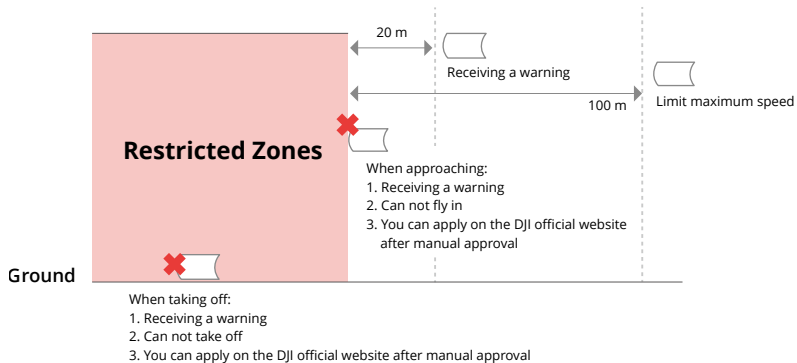 20 m
Receiving a warning
100 m
Limit maximum speed
Restricted Zones
When approaching:
1. Receiving a warning
2. Can not fly in
3. You can apply on the DJI official website
after manual approval
Ground
When taking off:
1. Receiving a warning
2. Can not take off
3. You can apply on the DJI official website after manual approval